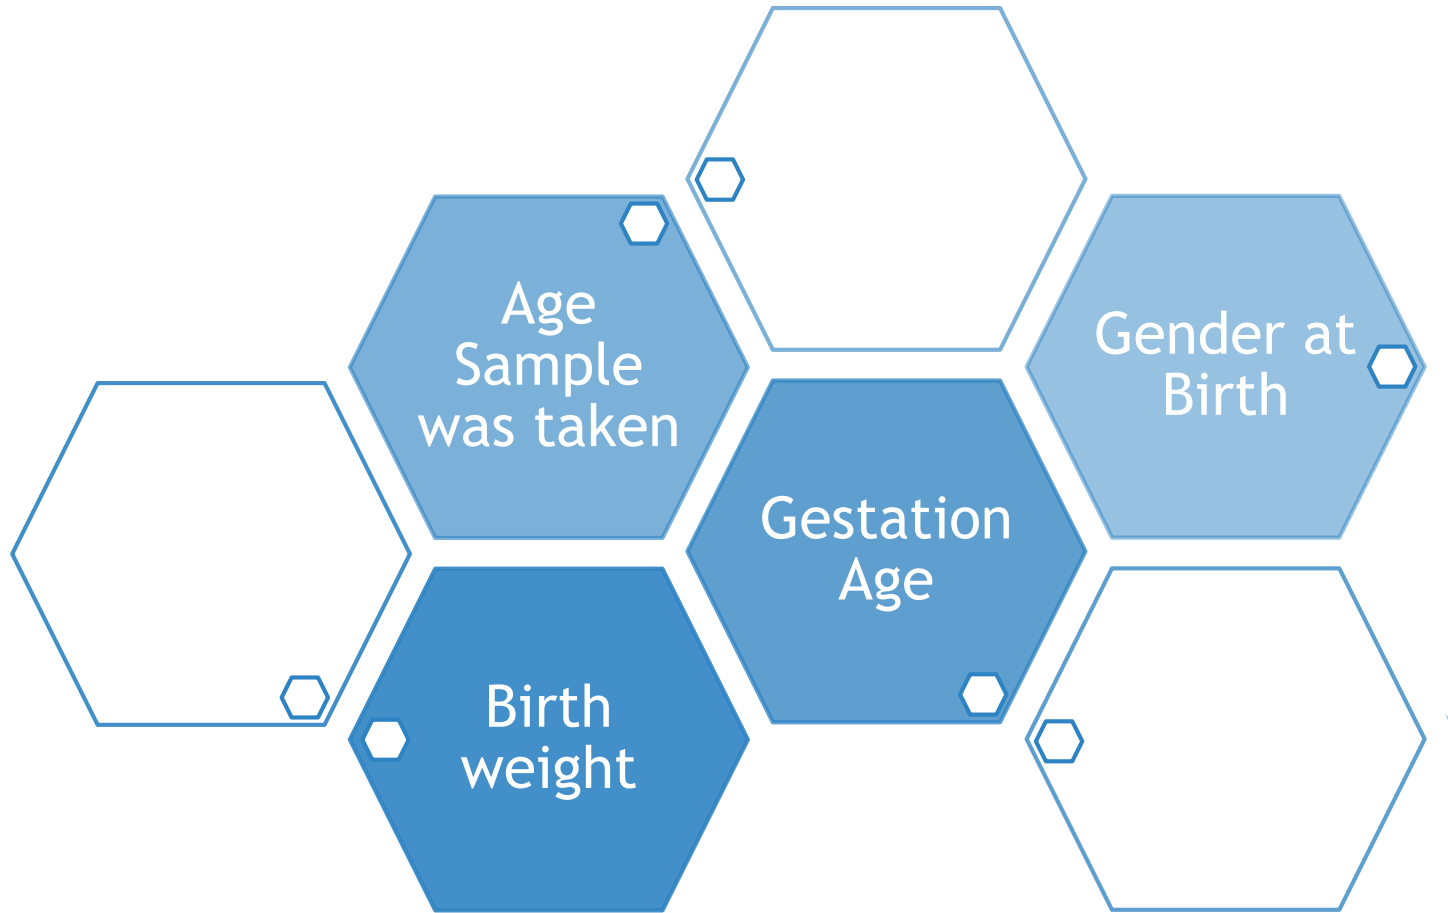 Age
Sample
was taken
Gender at
Birth
Gestation
Age
Birth
weight